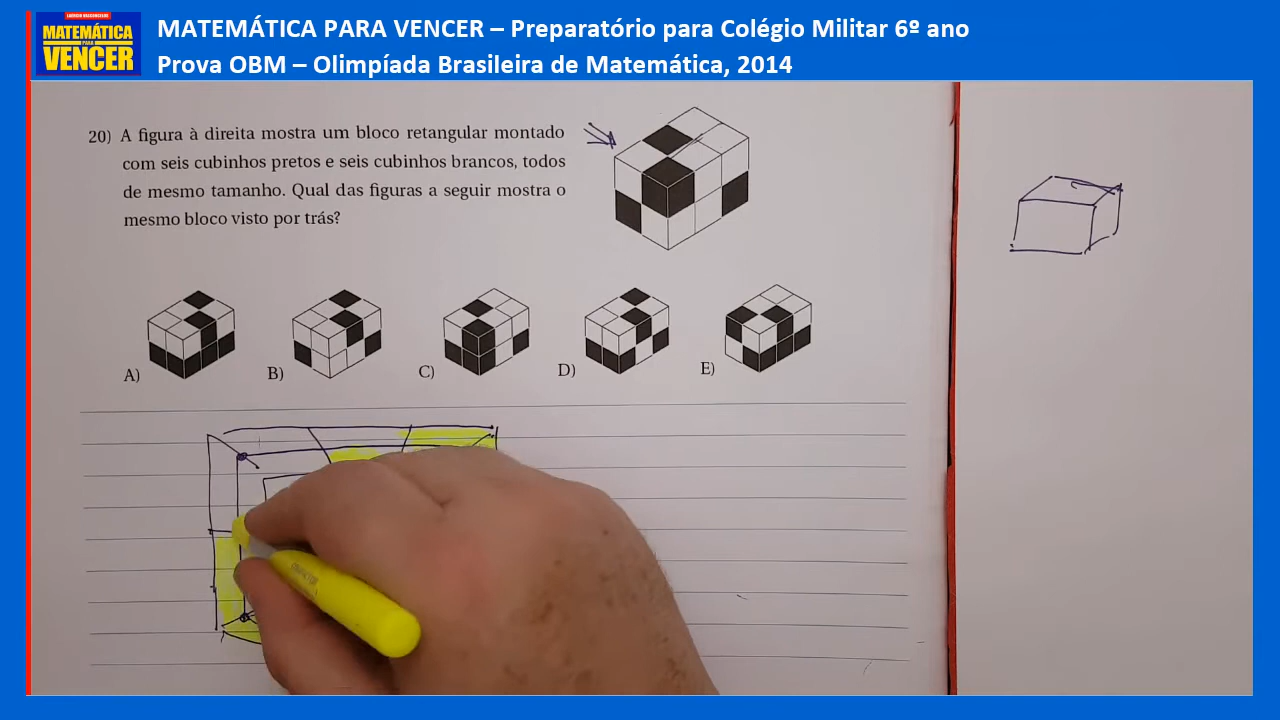 LAÉRCIO VASCONCELOS
MATEMÁTICA
PARA
VENCER
MATEMÁTICA PARA VENCER – Preparatório para Colégio Militar 6º ano
Prova OBM – Olimpíada Brasileira de Matemática, 2014
20) A figura à direita mostra um bloco retangular montado
com seis cubinhos pretos e seis cubinhos brancos, todos
de mesmo tamanho. Qual das figuras a seguir mostra o
mesmo bloco visto por trás?
A) B) C) D) E)